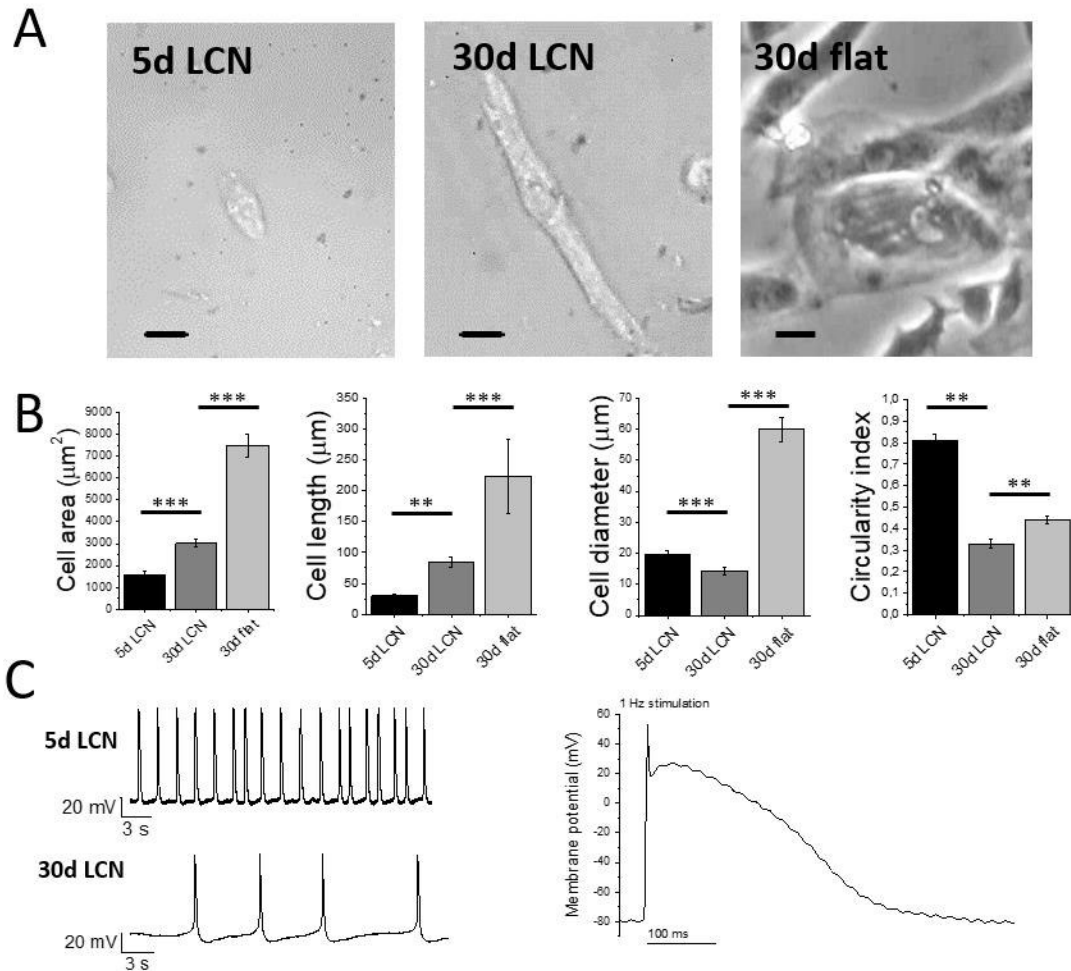 A
5d LCN
30d LCN
30d flat
B
Cell area (μm²)
9000
8000
7000
6000
5000
4000
3000
2000
1000
0
***
***
5d LCN
30d LCN
30d flat
Cell length (μm)
350
300
250
225
150
100
50
0
**
***
5d LCN
30d LCN
30d flat
Cell diameter (μm)
70
60
50
40
30
20
10
0
***
***
5d LCN
30d LCN
30d flat
Circularity index
1,0
0,9
0,8
0,7
0,6
0,5
0,4
0,3
0,2
0,1
0,0
**
**
5d LCN
30d LCN
30d flat
C
5d LCN
20 mV
3 s
30d LCN
20 mV
3 s
1 Hz stimulation
Membrane potential (mV)
60
40
20
0
-20
-40
-60
-80
100 ms